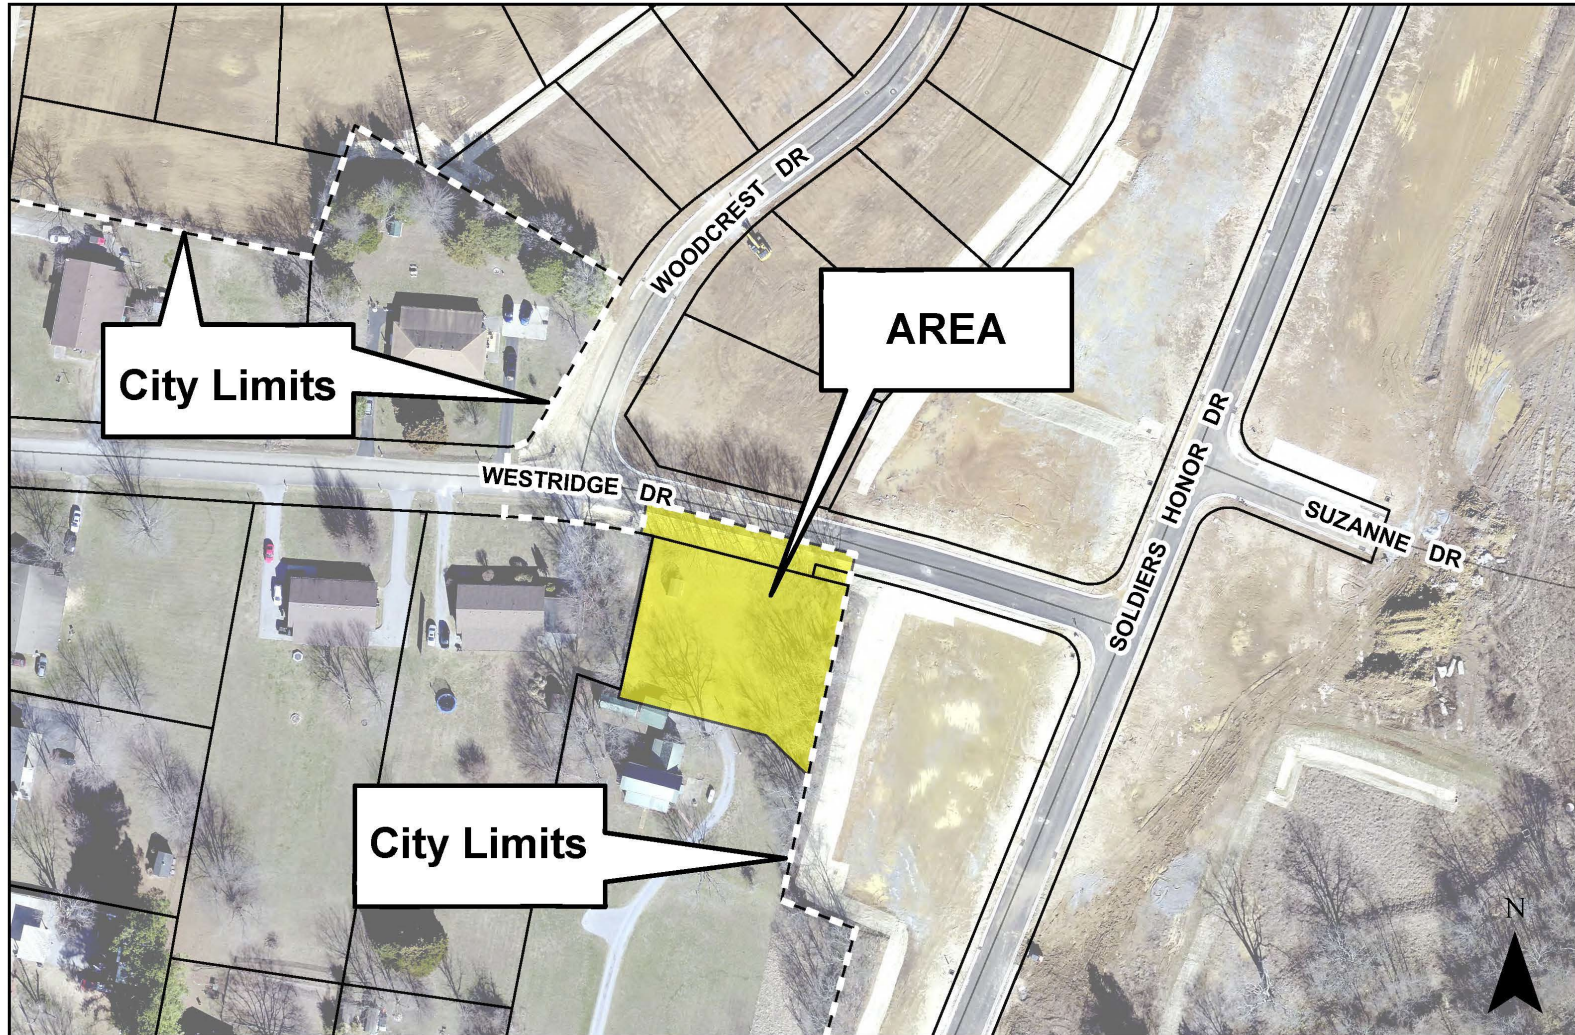 WOODCREST DR
AREA
City Limits
SOLDIERS HONOR DR
WESTRIDGE DR
SUZANNE DR
City Limits
N